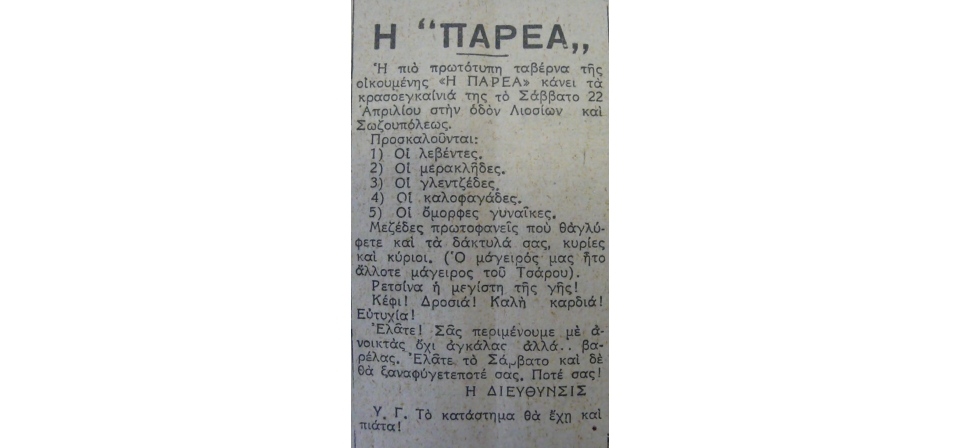 Η “ΠΑΡΕΑ„
Ἡ πιὸ πρωτότυπη ταβέρνα τῆς
οἰκουμένης «Η ΠΑΡΕΑ» κάνει τὰ
κρασοεγκαίνιά της τὸ Σάββατο 22
Ἀπριλίου στὴν ὁδὸν Λιοσίων καὶ
Σωζουπόλεως.
Προσκαλοῦνται:
1) Οἱ λεβέντες.
2) Οἱ μερακλῆδες.
3) Οἱ γλεντζέδες.
4) Οἱ καλοφαγάδες.
5) Οἱ ὄμορφες γυναῖκες.
Μεζέδες πρωτοφανεῖς ποὺ θἀγλύ-
φετε καὶ τὰ δάκτυλά σας, κυρίες
καὶ κύριοι. (Ὁ μάγειρός μας ἦτο
ἄλλοτε μάγειρος τοῦ Τσάρου).
Ρετσίνα ἡ μεγίστη τῆς γῆς!
Κέφι! Δροσιά! Καλὴ καρδιά!
Εὐτυχία!
Ἐλᾶτε! Σᾶς περιμένουμε μὲ ἀ-
νοικτὰς ὄχι ἀγκάλας ἀλλά.. βα-
ρέλας. Ἐλᾶτε τὸ Σάββατο καὶ δὲ
θὰ ξαναφύγετεποτέ σας. Ποτέ σας!
Η ΔΙΕΥΘΥΝΣΙΣ
Υ. Γ. Τὸ κατάστημα θὰ ἔχῃ καὶ
πιάτα!